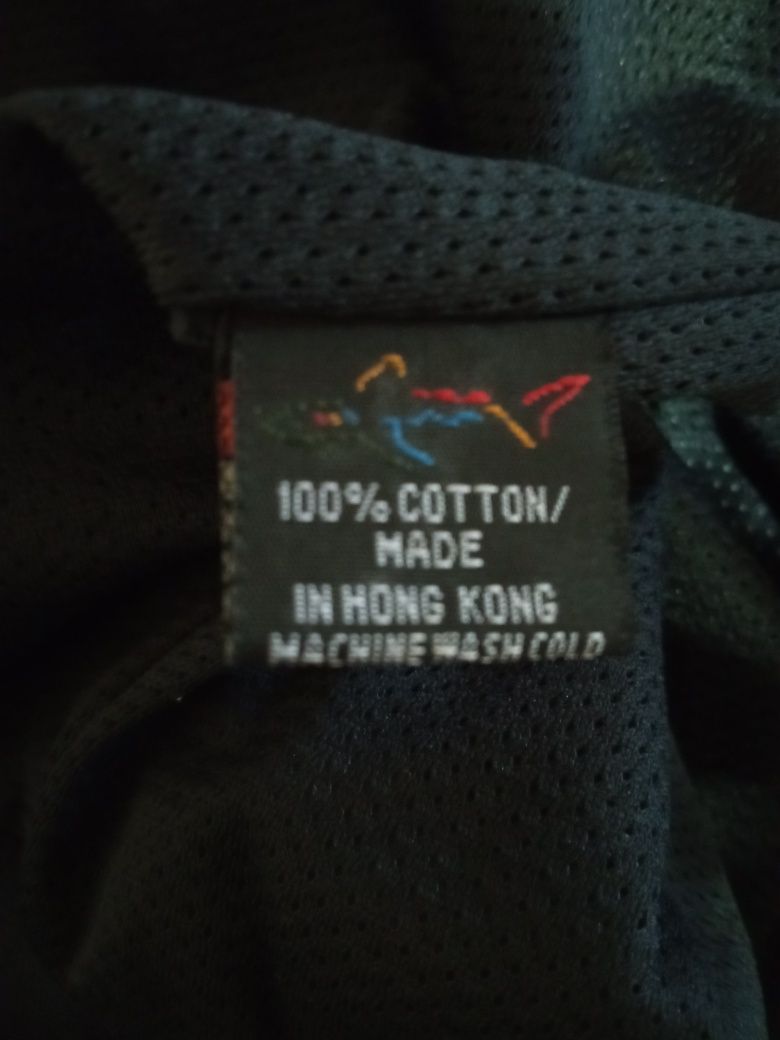 100% COTTON/
MADE
IN HONG KONG
MACHINE WASH COLD